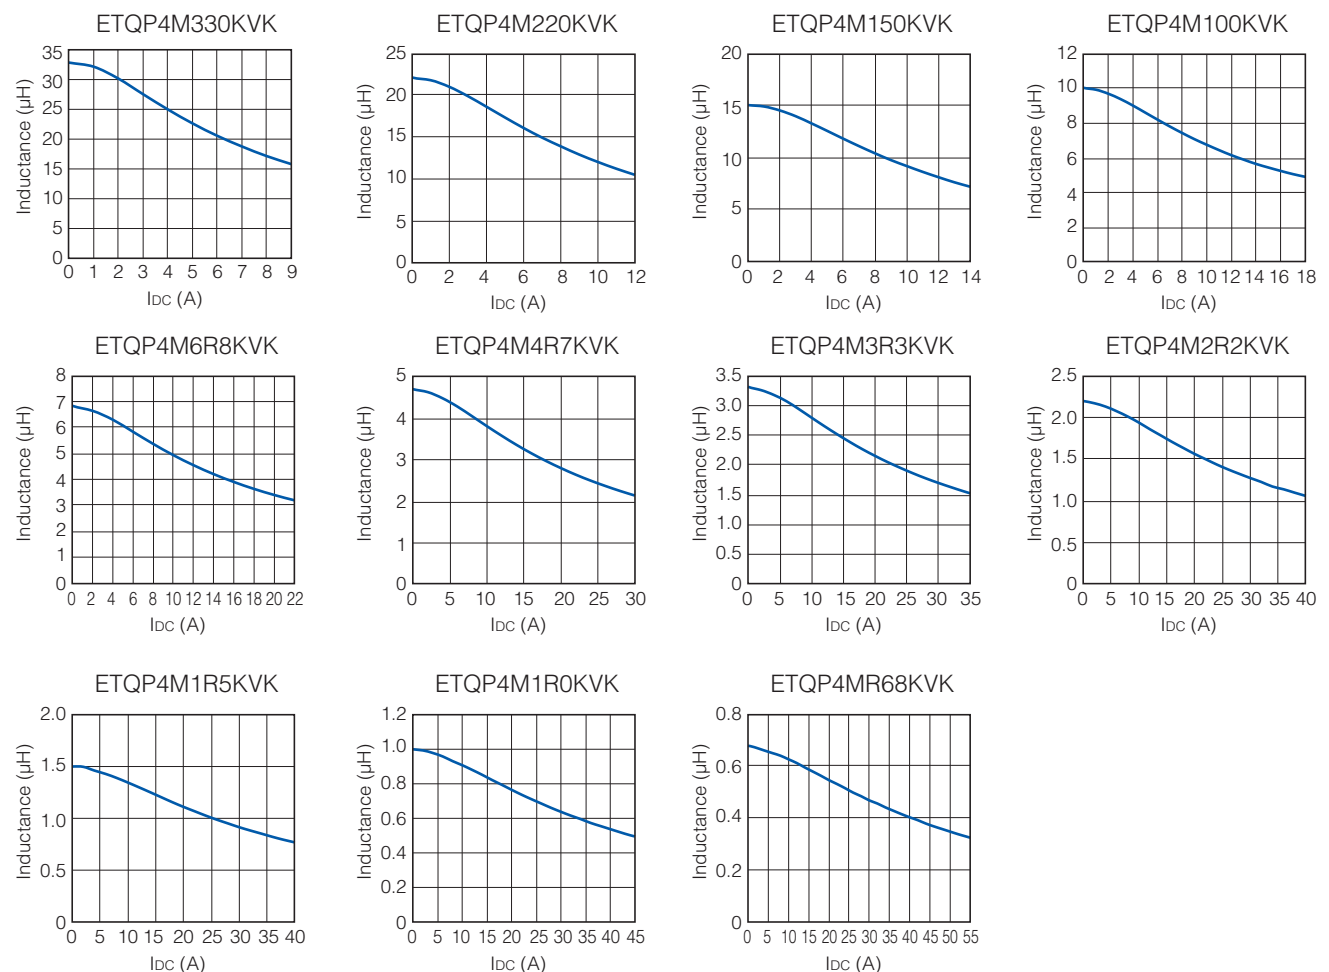 ETQP4M330KVK
Inductance (µH)
35
30
25
20
15
10
5
0
0 1 2 3 4 5 6 7 8 9
IDC (A)
ETQP4M220KVK
Inductance (µH)
25
20
15
10
5
0
0 2 4 6 8 10 12
IDC (A)
ETQP4M150KVK
Inductance (µH)
20
15
10
5
0
0 2 4 6 8 10 12 14
IDC (A)
ETQP4M100KVK
Inductance (µH)
12
10
8
6
4
2
0
0 2 4 6 8 10 12 14 16 18
IDC (A)
ETQP4M6R8KVK
Inductance (µH)
8
7
6
5
4
3
2
1
0
0 2 4 6 8 10 12 14 16 18 20 22
IDC (A)
ETQP4M4R7KVK
Inductance (µH)
5
4
3
2
1
0
0 5 10 15 20 25 30
IDC (A)
ETQP4M3R3KVK
Inductance (µH)
3.5
3.0
2.5
2.0
1.5
1.0
0.5
0
0 5 10 15 20 25 30 35
IDC (A)
ETQP4M2R2KVK
Inductance (µH)
2.5
2.0
1.5
1.0
0.5
0
0 5 10 15 20 25 30 35 40
IDC (A)
ETQP4M1R5KVK
Inductance (µH)
2.0
1.5
1.0
0.5
0
0 5 10 15 20 25 30 35 40
IDC (A)
ETQP4M1R0KVK
Inductance (µH)
1.2
1.0
0.8
0.6
0.4
0.2
0
0 5 10 15 20 25 30 35 40 45
IDC (A)
ETQP4MR68KVK
Inductance (µH)
0.8
0.6
0.4
0.2
0
0 5 10 15 20 25 30 35 40 45 50 55
IDC (A)